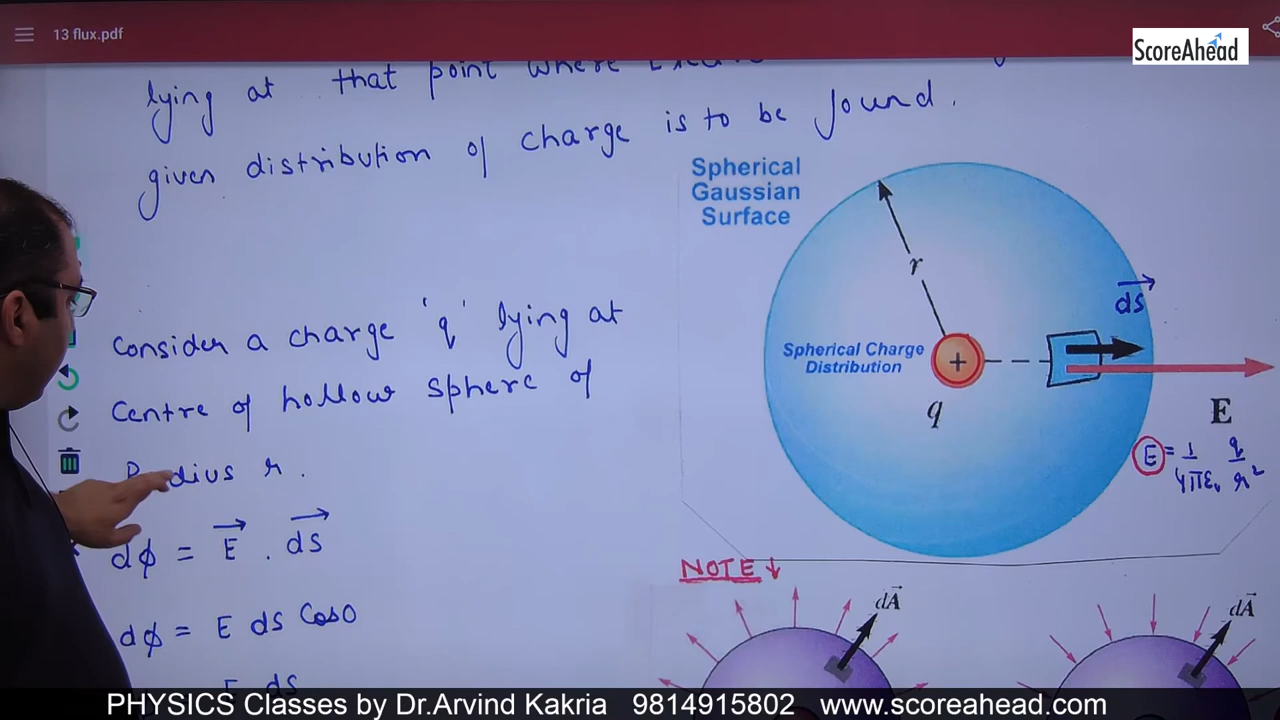 13 flux.pdf
ScoreAhead
lying at that point where
given distribution of charge is to be found.
Spherical
Gaussian
Surface
r
ds
Consider a charge 'q' lying at
Centre of hollow sphere of
Radius r.
Spherical Charge
Distribution
+
q
E
E = 1/4πε₀ q/r²
dϕ = E . ds
dϕ = E ds Cos0
E ds
NOTE ↓
dA
dA
PHYSICS Classes by Dr.Arvind Kakria 9814915802 www.scoreahead.com